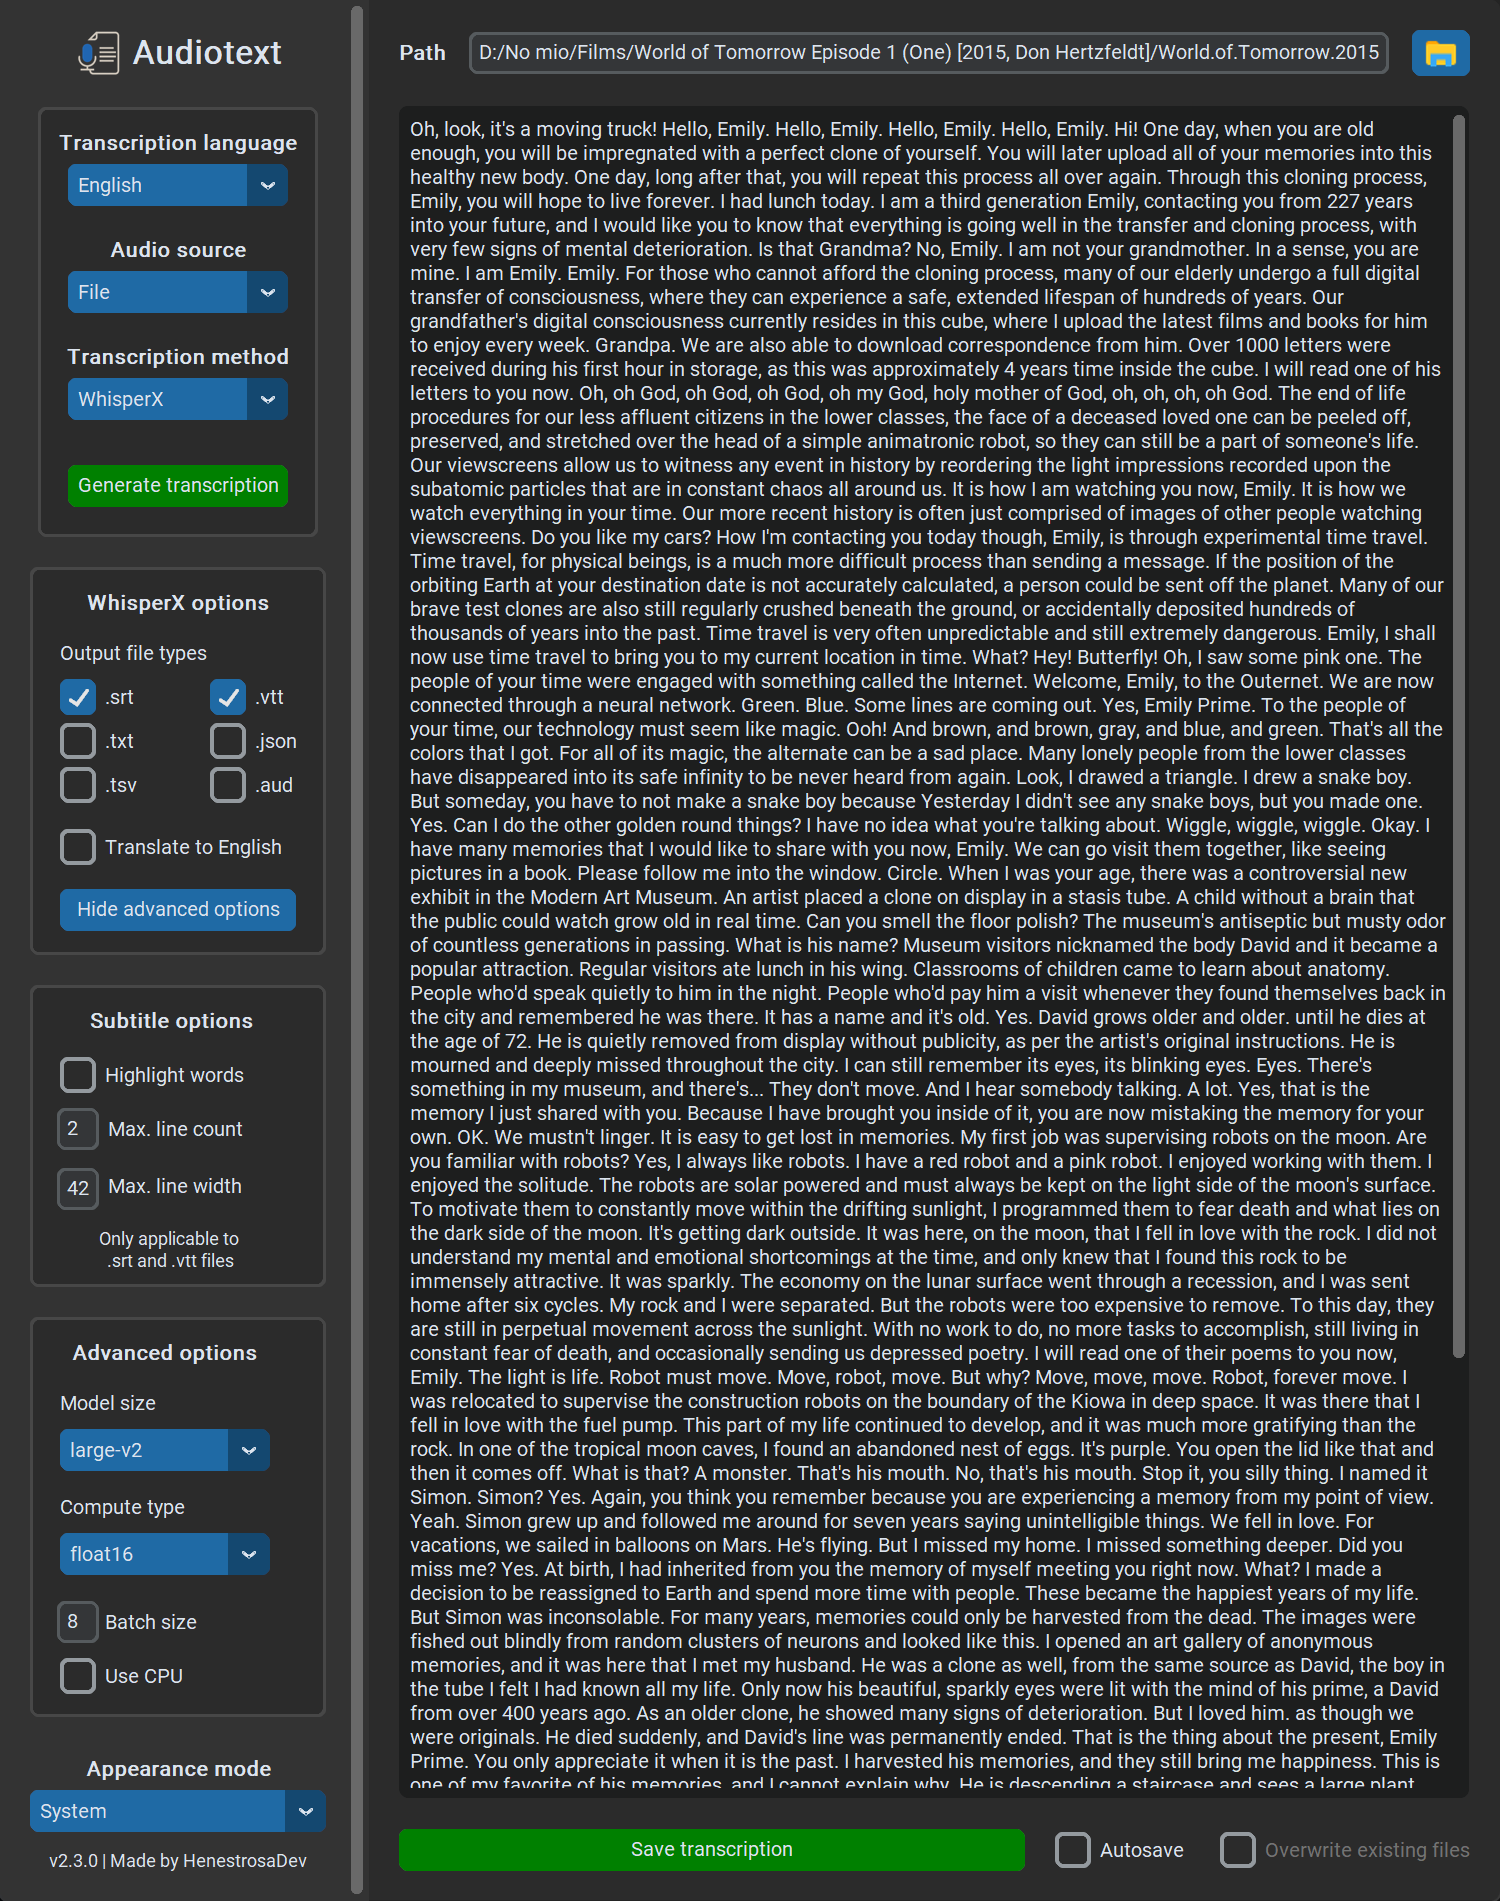 Audiotext
Transcription language
English
Audio source
File
Transcription method
WhisperX
Generate transcription
WhisperX options
Output file types
.srt
.vtt
.txt
.json
.tsv
.aud
Translate to English
Hide advanced options
Subtitle options
Highlight words
2 Max. line count
42 Max. line width
Only applicable to
.srt and .vtt files
Advanced options
Model size
large-v2
Compute type
float16
8 Batch size
Use CPU
Appearance mode
System
v2.3.0 | Made by HenestrosaDev
Path D:/No mio/Films/World of Tomorrow Episode 1 (One) [2015, Don Hertzfeldt]/World.of.Tomorrow.2015
Oh, look, it's a moving truck! Hello, Emily. Hello, Emily. Hello, Emily. Hello, Emily. Hi! One day, when you are old
enough, you will be impregnated with a perfect clone of yourself. You will later upload all of your memories into this
healthy new body. One day, long after that, you will repeat this process all over again. Through this cloning process,
Emily, you will hope to live forever. I had lunch today. I am a third generation Emily, contacting you from 227 years
into your future, and I would like you to know that everything is going well in the transfer and cloning process, with
very few signs of mental deterioration. Is that Grandma? No, Emily. I am not your grandmother. In a sense, you are
mine. I am Emily. Emily. For those who cannot afford the cloning process, many of our elderly undergo a full digital
transfer of consciousness, where they can experience a safe, extended lifespan of hundreds of years. Our
grandfather's digital consciousness currently resides in this cube, where I upload the latest films and books for him
to enjoy every week. Grandpa. We are also able to download correspondence from him. Over 1000 letters were
received during his first hour in storage, as this was approximately 4 years time inside the cube. I will read one of his
letters to you now. Oh, oh God, oh God, oh God, oh my God, holy mother of God, oh, oh, oh, oh God. The end of life
procedures for our less affluent citizens in the lower classes, the face of a deceased loved one can be peeled off,
preserved, and stretched over the head of a simple animatronic robot, so they can still be a part of someone's life.
Our viewscreens allow us to witness any event in history by reordering the light impressions recorded upon the
subatomic particles that are in constant chaos all around us. It is how I am watching you now, Emily. It is how we
watch everything in your time. Our more recent history is often just comprised of images of other people watching
viewscreens. Do you like my cars? How I'm contacting you today though, Emily, is through experimental time travel.
Time travel, for physical beings, is a much more difficult process than sending a message. If the position of the
orbiting Earth at your destination date is not accurately calculated, a person could be sent off the planet. Many of our
brave test clones are also still regularly crushed beneath the ground, or accidentally deposited hundreds of
thousands of years into the past. Time travel is very often unpredictable and still extremely dangerous. Emily, I shall
now use time travel to bring you to my current location in time. What? Hey! Butterfly! Oh, I saw some pink one. The
people of your time were engaged with something called the Internet. Welcome, Emily, to the Outernet. We are now
connected through a neural network. Green. Blue. Some lines are coming out. Yes, Emily Prime. To the people of
your time, our technology must seem like magic. Ooh! And brown, and brown, gray, and blue, and green. That's all the
colors that I got. For all of its magic, the alternate can be a sad place. Many lonely people from the lower classes
have disappeared into its safe infinity to be never heard from again. Look, I drawed a triangle. I drew a snake boy.
But someday, you have to not make a snake boy because Yesterday I didn't see any snake boys, but you made one.
Yes. Can I do the other golden round things? I have no idea what you're talking about. Wiggle, wiggle, wiggle. Okay. I
have many memories that I would like to share with you now, Emily. We can go visit them together, like seeing
pictures in a book. Please follow me into the window. Circle. When I was your age, there was a controversial new
exhibit in the Modern Art Museum. An artist placed a clone on display in a stasis tube. A child without a brain that
the public could watch grow old in real time. Can you smell the floor polish? The museum's antiseptic but musty odor
of countless generations in passing. What is his name? Museum visitors nicknamed the body David and it became a
popular attraction. Regular visitors ate lunch in his wing. Classrooms of children came to learn about anatomy.
People who'd speak quietly to him in the night. People who'd pay him a visit whenever they found themselves back in
the city and remembered he was there. It has a name and it's old. Yes. David grows older and older. until he dies at
the age of 72. He is quietly removed from display without publicity, as per the artist's original instructions. He is
mourned and deeply missed throughout the city. I can still remember its eyes, its blinking eyes. Eyes. There's
something in my museum, and there's... They don't move. And I hear somebody talking. A lot. Yes, that is the
memory I just shared with you. Because I have brought you inside of it, you are now mistaking the memory for your
own. OK. We mustn't linger. It is easy to get lost in memories. My first job was supervising robots on the moon. Are
you familiar with robots? Yes, I always like robots. I have a red robot and a pink robot. I enjoyed working with them. I
enjoyed the solitude. The robots are solar powered and must always be kept on the light side of the moon's surface.
To motivate them to constantly move within the drifting sunlight, I programmed them to fear death and what lies on
the dark side of the moon. It's getting dark outside. It was here, on the moon, that I fell in love with the rock. I did not
understand my mental and emotional shortcomings at the time, and only knew that I found this rock to be
immensely attractive. It was sparkly. The economy on the lunar surface went through a recession, and I was sent
home after six cycles. My rock and I were separated. But the robots were too expensive to remove. To this day, they
are still in perpetual movement across the sunlight. With no work to do, no more tasks to accomplish, still living in
constant fear of death, and occasionally sending us depressed poetry. I will read one of their poems to you now,
Emily. The light is life. Robot must move. Move, robot, move. But why? Move, move, move. Robot, forever move. I
was relocated to supervise the construction robots on the boundary of the Kiowa in deep space. It was there that I
fell in love with the fuel pump. This part of my life continued to develop, and it was much more gratifying than the
rock. In one of the tropical moon caves, I found an abandoned nest of eggs. It's purple. You open the lid like that and
then it comes off. What is that? A monster. That's his mouth. No, that's his mouth. Stop it, you silly thing. I named it
Simon. Simon? Yes. Again, you think you remember because you are experiencing a memory from my point of view.
Yeah. Simon grew up and followed me around for seven years saying unintelligible things. We fell in love. For
vacations, we sailed in balloons on Mars. He's flying. But I missed my home. I missed something deeper. Did you
miss me? Yes. At birth, I had inherited from you the memory of myself meeting you right now. What? I made a
decision to be reassigned to Earth and spend more time with people. These became the happiest years of my life.
But Simon was inconsolable. For many years, memories could only be harvested from the dead. The images were
fished out blindly from random clusters of neurons and looked like this. I opened an art gallery of anonymous
memories, and it was here that I met my husband. He was a clone as well, from the same source as David, the boy in
the tube I felt I had known all my life. Only now his beautiful, sparkly eyes were lit with the mind of his prime, a David
from over 400 years ago. As an older clone, he showed many signs of deterioration. But I loved him. as though we
were originals. He died suddenly, and David's line was permanently ended. That is the thing about the present, Emily
Prime. You only appreciate it when it is the past. I harvested his memories, and they still bring me happiness. This is
one of my favorite of his memories, and I cannot explain why. He is descending a staircase and sees a large plant
Save transcription
Autosave
Overwrite existing files